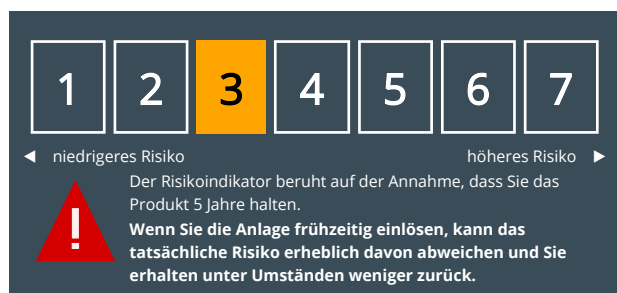 1 2 3 4 5 6 7
◄ niedrigeres Risiko höheres Risiko ►
Der Risikoindikator beruht auf der Annahme, dass Sie das
Produkt 5 Jahre halten.
Wenn Sie die Anlage frühzeitig einlösen, kann das
tatsächliche Risiko erheblich davon abweichen und Sie
erhalten unter Umständen weniger zurück.
!